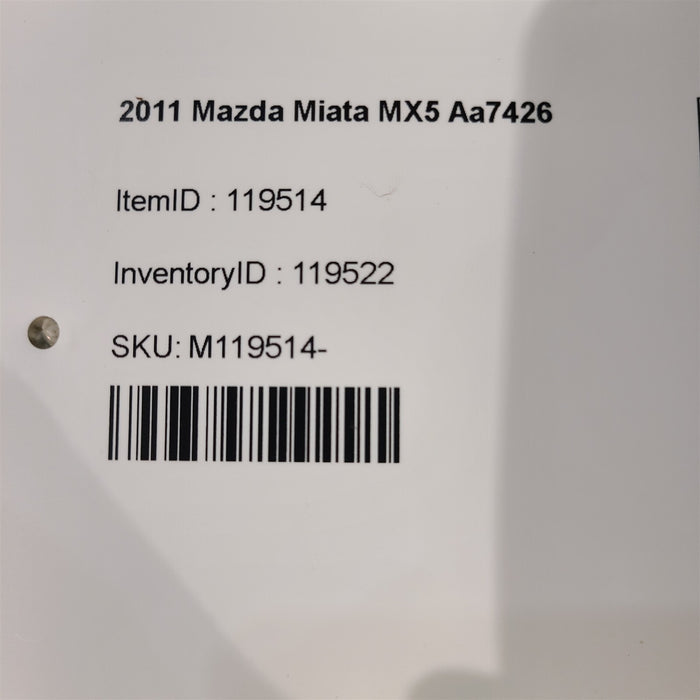 2011 Mazda Miata MX5 Aa7426
ItemID : 119514
InventoryID : 119522
SKU: M119514-